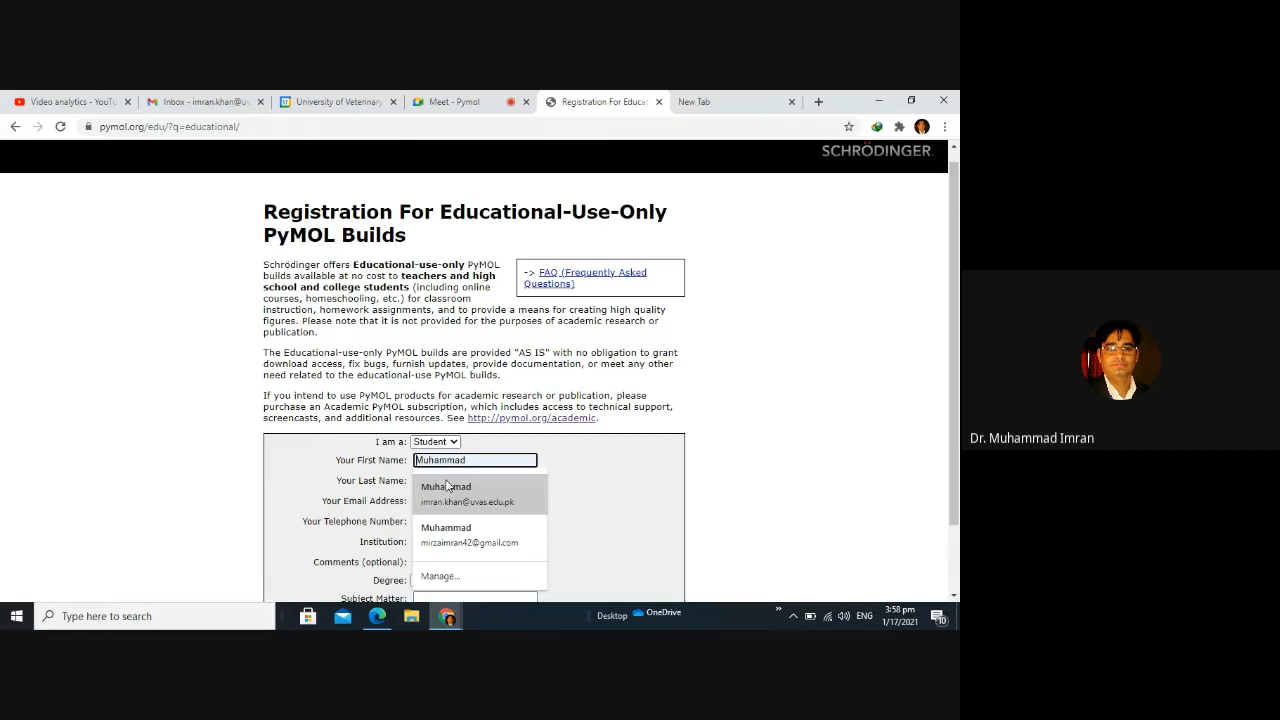 Video analytics - YouTu
Inbox - imran.khan@uv
University of Veterinary
Meet - Pymol
Registration For Educa
New Tab
pymol.org/edu/?q=educational/
SCHRÖDINGER.
Registration For Educational-Use-Only
PyMOL Builds
Schrödinger offers Educational-use-only PyMOL
builds available at no cost to teachers and high
school and college students (including online
courses, homeschooling, etc.) for classroom
instruction, homework assignments, and to provide a means for creating high quality
figures. Please note that it is not provided for the purposes of academic research or
publication.
-> FAQ (Frequently Asked
Questions)
The Educational-use-only PyMOL builds are provided "AS IS" with no obligation to grant
download access, fix bugs, furnish updates, provide documentation, or meet any other
need related to the educational-use PyMOL builds.
If you intend to use PyMOL products for academic research or publication, please
purchase an Academic PyMOL subscription, which includes access to technical support,
screencasts, and additional resources. See http://pymol.org/academic.
I am a: Student
Your First Name: Muhammad
Your Last Name:
Your Email Address:
Your Telephone Number:
Institution:
Comments (optional):
Degree:
Subject Matter:
Muhammad
imran.khan@uvas.edu.pk
Muhammad
mirzaimran42@gmail.com
Manage...
Dr. Muhammad Imran
Type here to search
Desktop
OneDrive
ENG
3:58 pm
1/17/2021
10